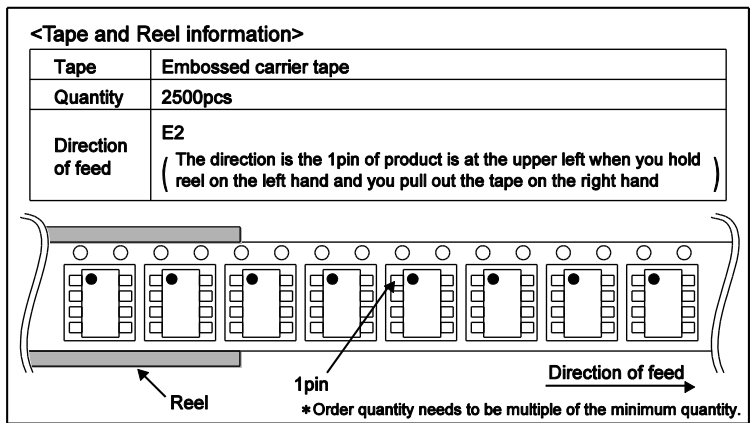 <Tape and Reel information>
Tape Embossed carrier tape
Quantity 2500pcs
Direction of feed E2
( The direction is the 1pin of product is at the upper left when you hold
reel on the left hand and you pull out the tape on the right hand )
1pin
Reel
Direction of feed
*Order quantity needs to be multiple of the minimum quantity.